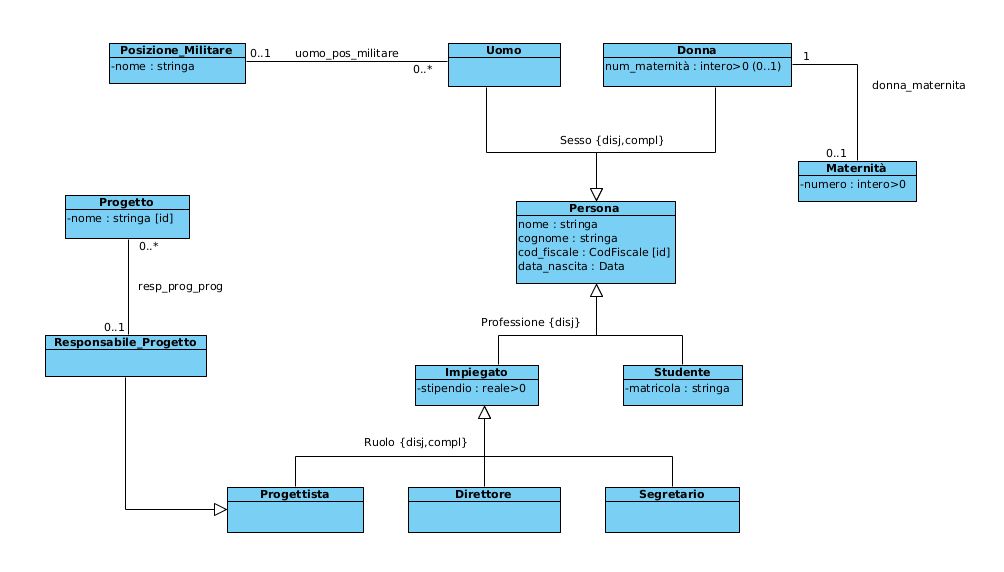 Posizione_Militare
-nome : stringa
0..1
uomo_pos_militare
0..*
Uomo
Donna
num_maternità : intero>0 (0..1)
1
donna_maternita
0..1
Maternità
-numero : intero>0
Sesso {disj,compl}
Progetto
-nome : stringa [id]
0..*
resp_prog_prog
0..1
Responsabile_Progetto
Persona
nome : stringa
cognome : stringa
cod_fiscale : CodFiscale [id]
data_nascita : Data
Professione {disj}
Impiegato
-stipendio : reale>0
Studente
-matricola : stringa
Ruolo {disj,compl}
Progettista
Direttore
Segretario